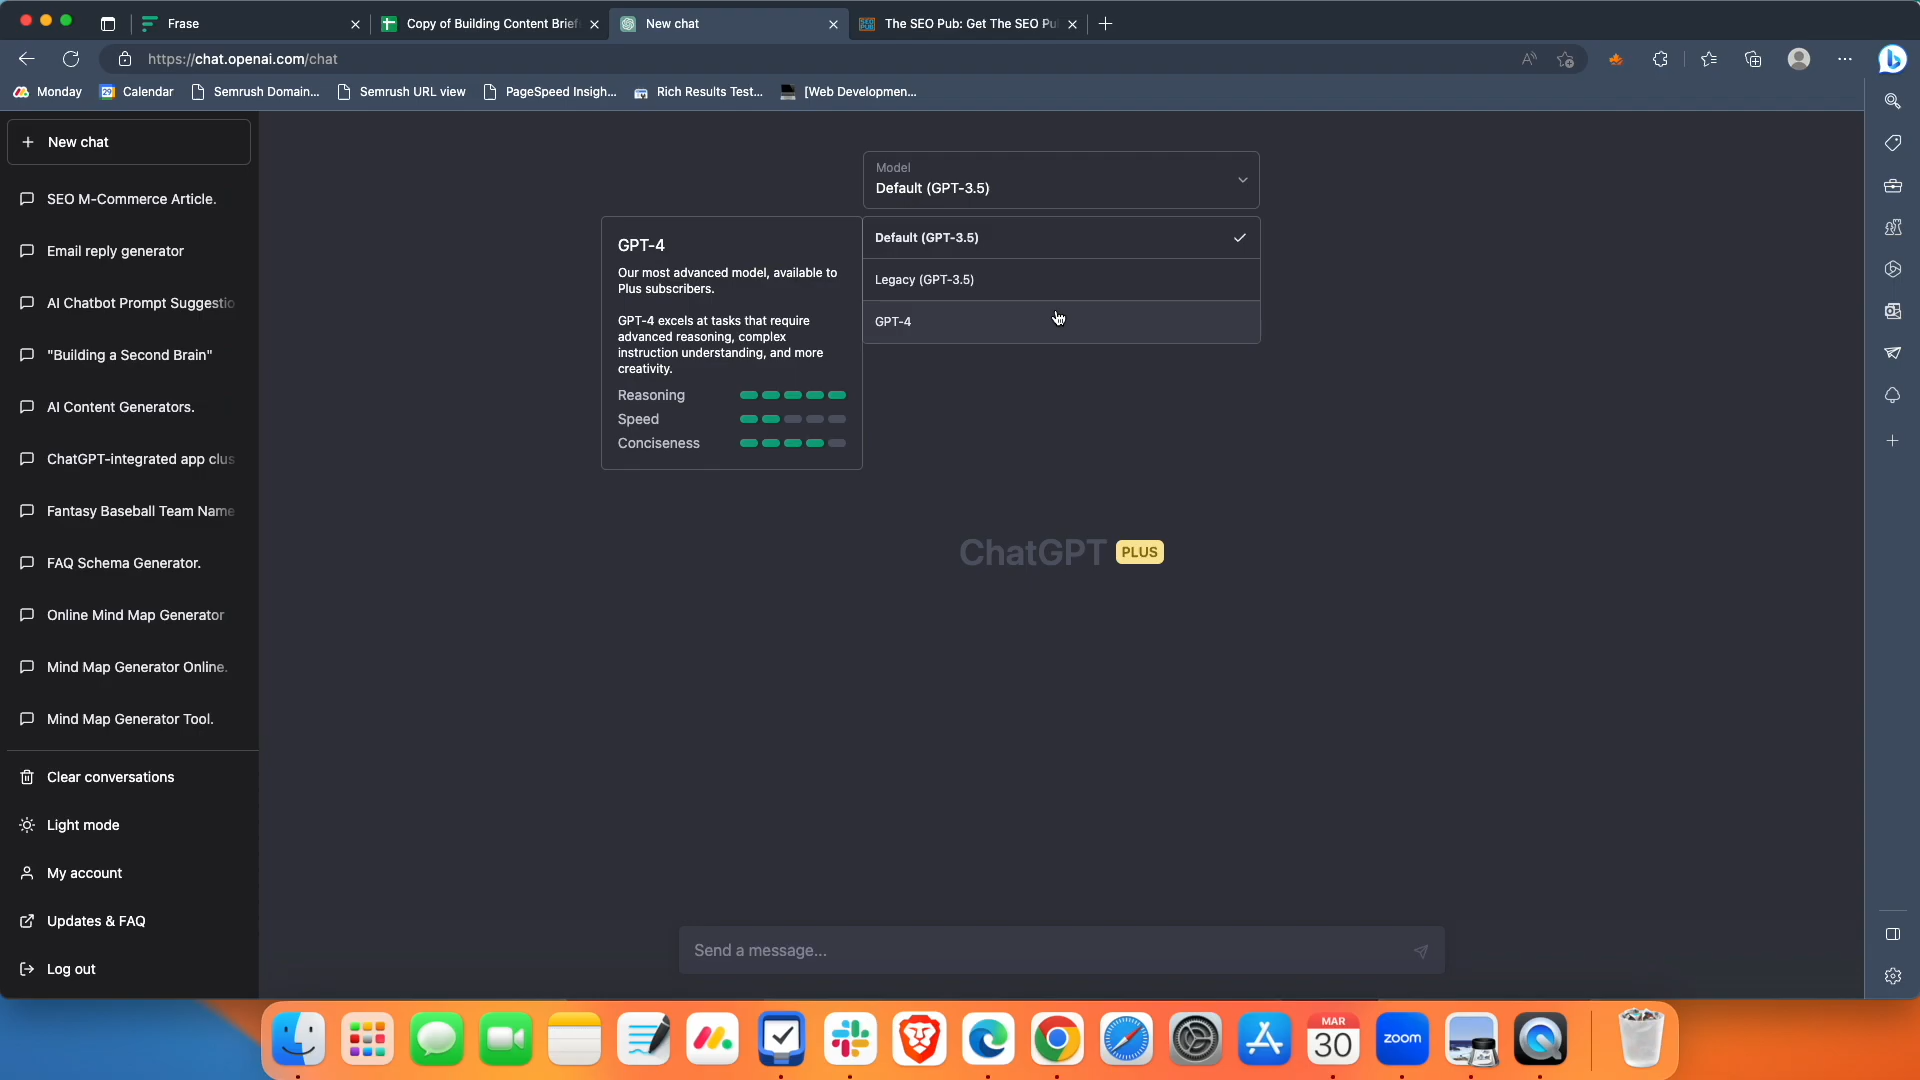 Frase
Copy of Building Content Brief
New chat
The SEO Pub: Get The SEO Pu
https://chat.openai.com/chat
Monday
Calendar
Semrush Domain...
Semrush URL view
PageSpeed Insigh...
Rich Results Test...
[Web Developmen...
New chat
SEO M-Commerce Article.
Email reply generator
AI Chatbot Prompt Suggestio
"Building a Second Brain"
AI Content Generators.
ChatGPT-integrated app clus
Fantasy Baseball Team Name
FAQ Schema Generator.
Online Mind Map Generator
Mind Map Generator Online.
Mind Map Generator Tool.
Clear conversations
Light mode
My account
Updates & FAQ
Log out
Model
Default (GPT-3.5)
Default (GPT-3.5)
Legacy (GPT-3.5)
GPT-4
GPT-4
Our most advanced model, available to
Plus subscribers.
GPT-4 excels at tasks that require
advanced reasoning, complex
instruction understanding, and more
creativity.
Reasoning
Speed
Conciseness
ChatGPT PLUS
Send a message...
MAR
30
zoom